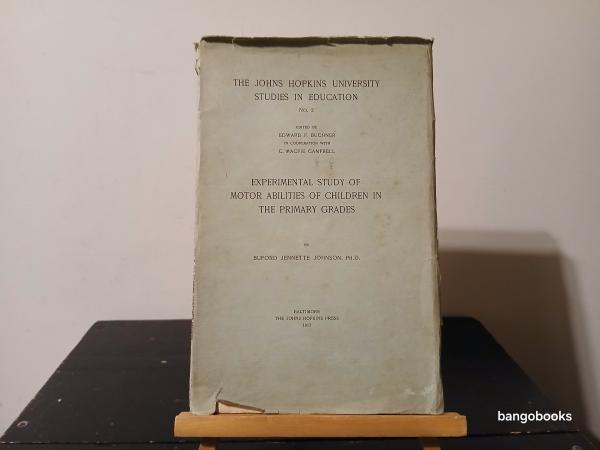 THE JOHNS HOPKINS UNIVERSITY
STUDIES IN EDUCATION
No. 2
EDITED BY
EDWARD F. BUCHNER
IN COOPERATION WITH
C. MACFIE CAMPBELL
EXPERIMENTAL STUDY OF
MOTOR ABILITIES OF CHILDREN IN
THE PRIMARY GRADES
BY
BUFORD JENNETTE JOHNSON, PH.D.
BALTIMORE
THE JOHNS HOPKINS PRESS
bangobooks